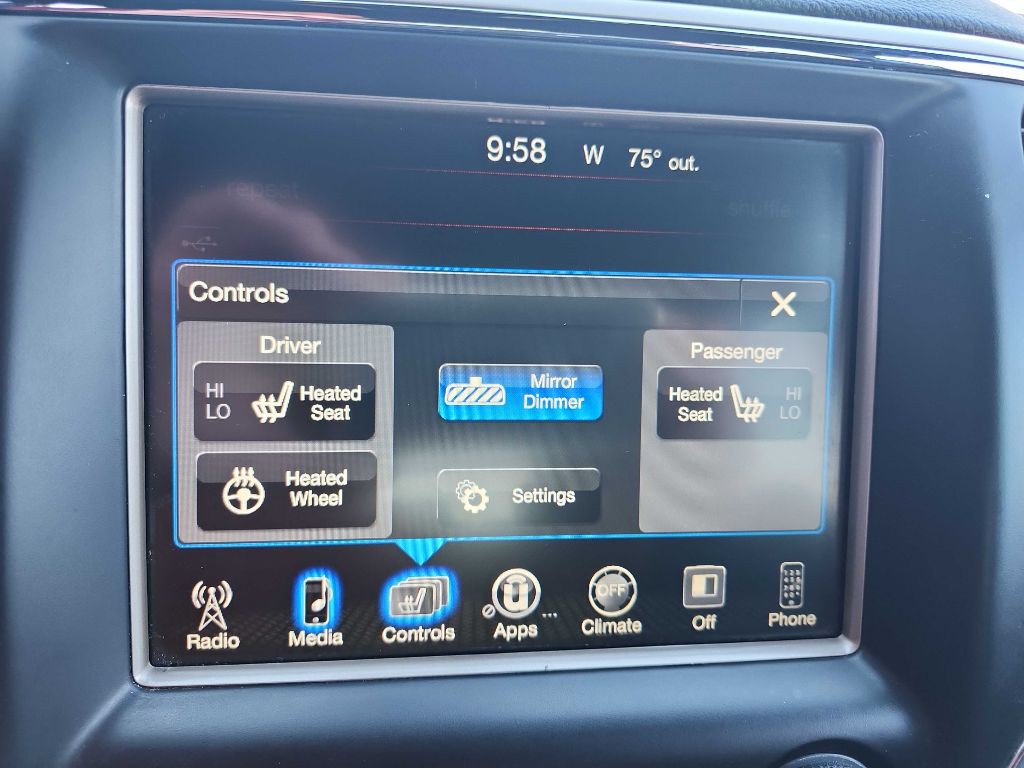 9:58 W 75° out.
repeat
shuffle
Controls X
Driver
HI
LO
Heated
Seat
Heated
Wheel
Mirror
Dimmer
Settings
Passenger
Heated
Seat
HI
LO
Radio
Media
Controls
Apps ...
OFF
Climate
Off
Phone